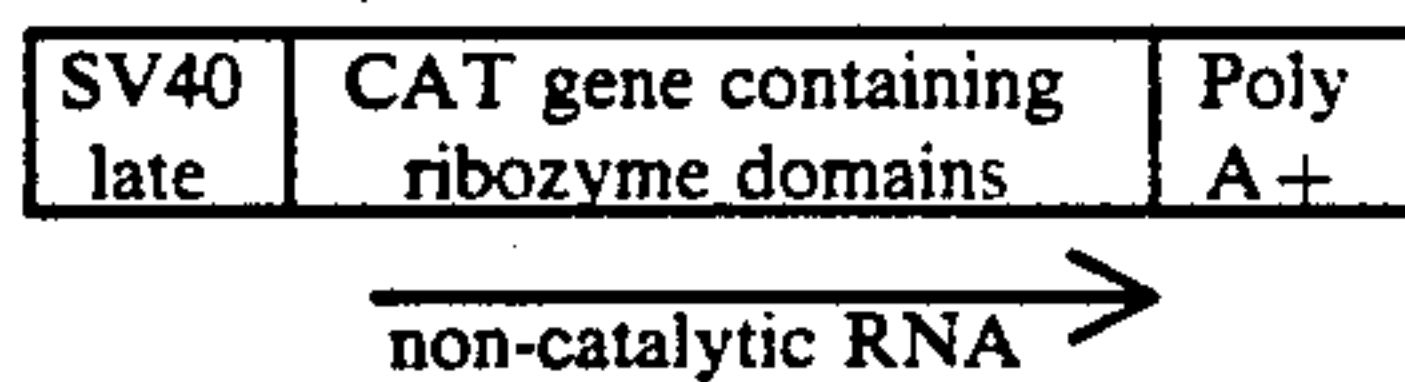 SV40 late
CAT gene containing ribozyme domains
Poly A +
non-catalytic RNA